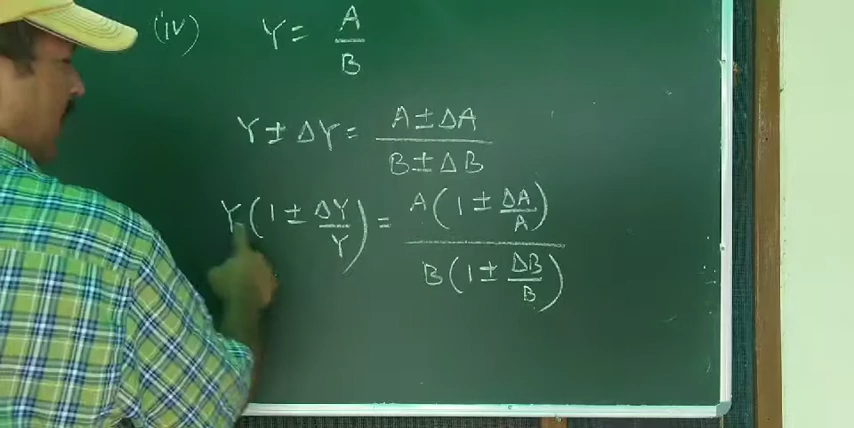 (iv) Y = A/B
Y ± ΔY = (A ± ΔA)/(B ± ΔB)
Y(1 ± ΔY/Y) = A(1 ± ΔA/A)/B(1 ± ΔB/B)